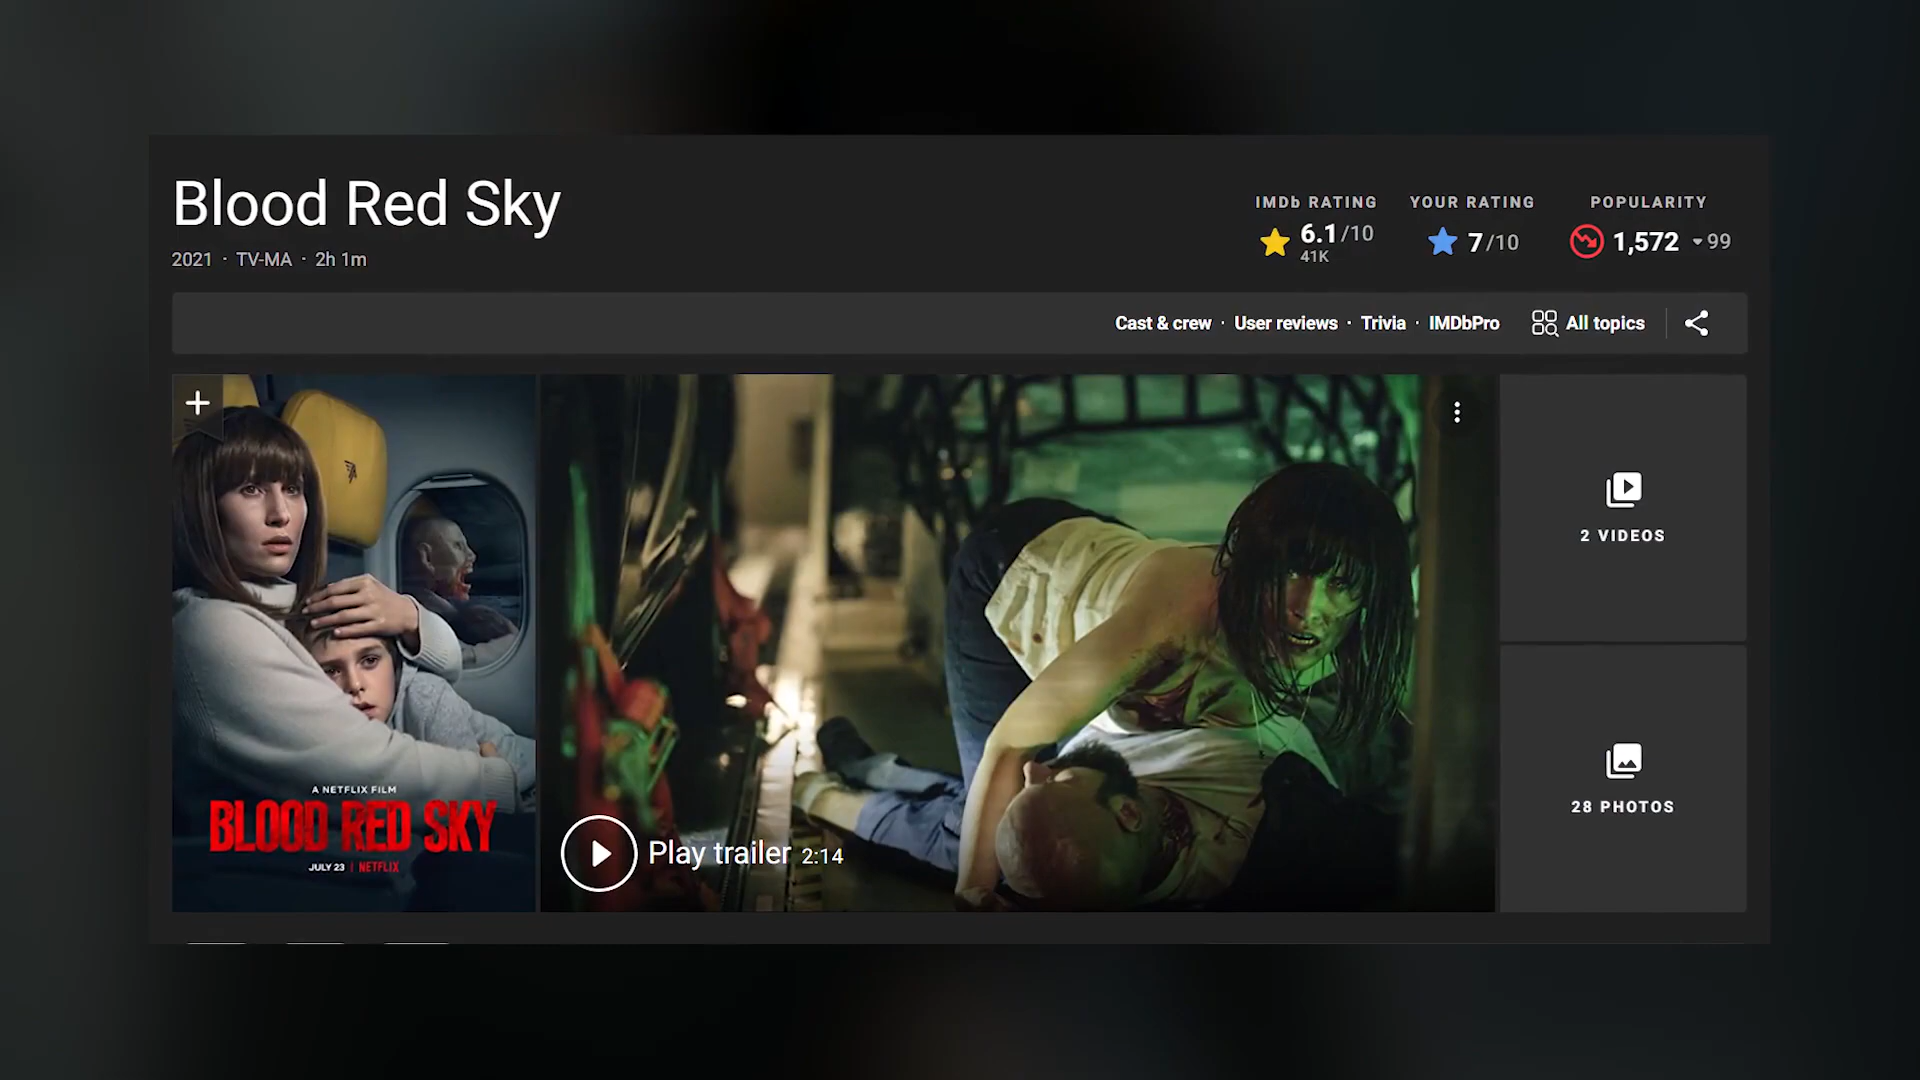 Blood Red Sky
2021 · TV-MA · 2h 1m
IMDb RATING
6.1/10
41K
YOUR RATING
7/10
POPULARITY
1,572
99
Cast & crew · User reviews · Trivia · IMDbPro
All topics
A NETFLIX FILM
BLOOD RED SKY
JULY 23 | NETFLIX
Play trailer 2:14
2 VIDEOS
28 PHOTOS